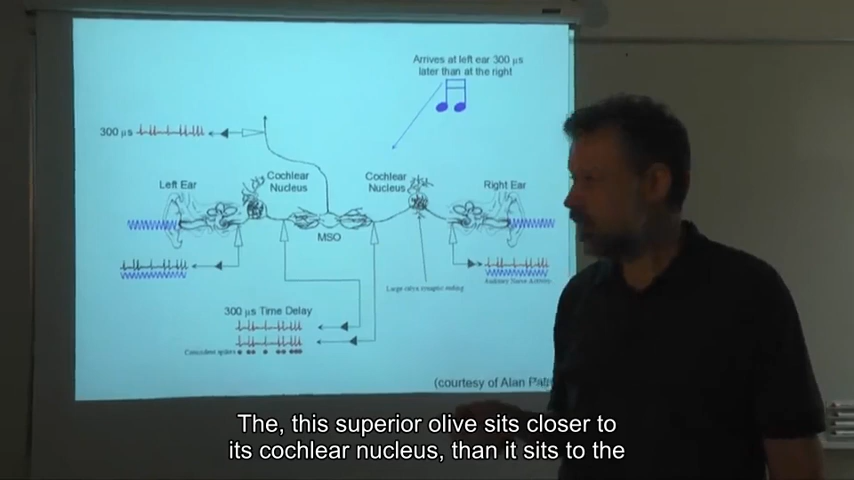 Arrives at left ear 300 µs
later than at the right
300 µs
Left Ear
Cochlear
Nucleus
Cochlear
Nucleus
Right Ear
MSO
Large calyx synaptic ending
Auditory Nerve Activity
300 µs Time Delay
Coincident spikes
(courtesy of Alan
The, this superior olive sits closer to
its cochlear nucleus, than it sits to the